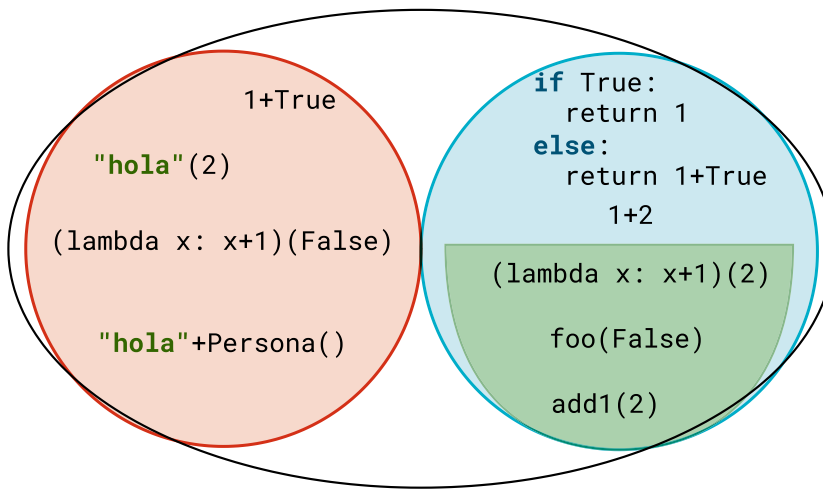 1+True
"hola"(2)
(lambda x: x+1)(False)
"hola"+Persona()
if True:
  return 1
else:
  return 1+True
1+2
(lambda x: x+1)(2)
foo(False)
add1(2)